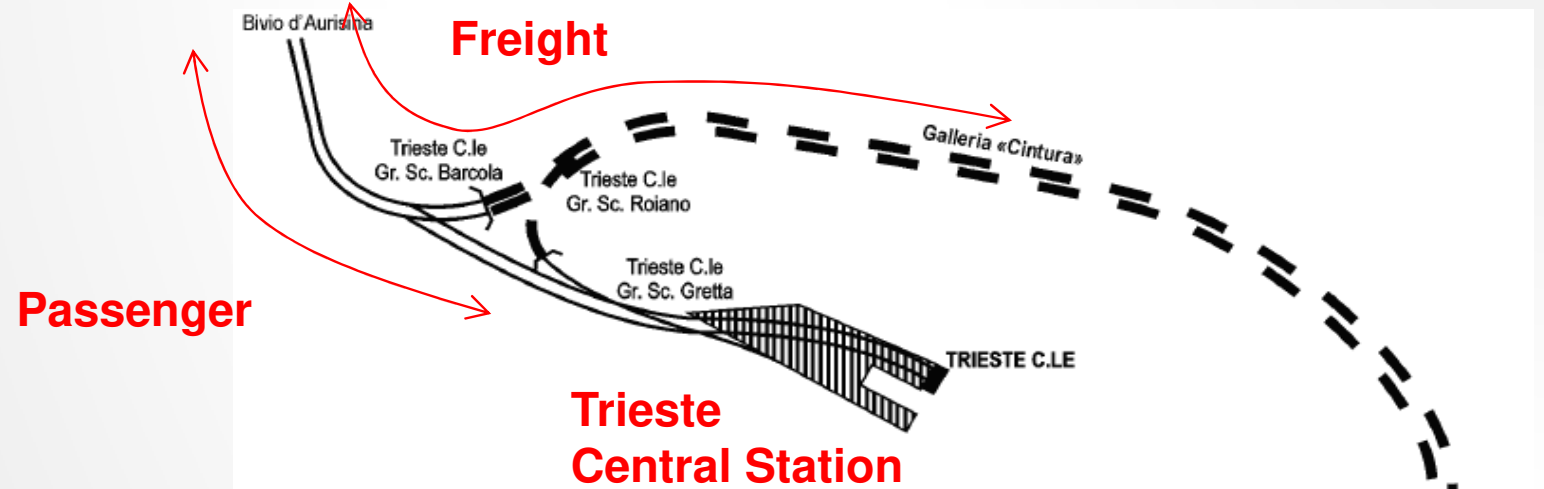 Bivio d'Aurisina
Freight
Trieste C.le
Gr. Sc. Barcola
Galleria «Cintura»
Trieste C.le
Gr. Sc. Roiano
Trieste C.le
Gr. Sc. Gretta
Passenger
TRIESTE C.LE
Trieste
Central Station